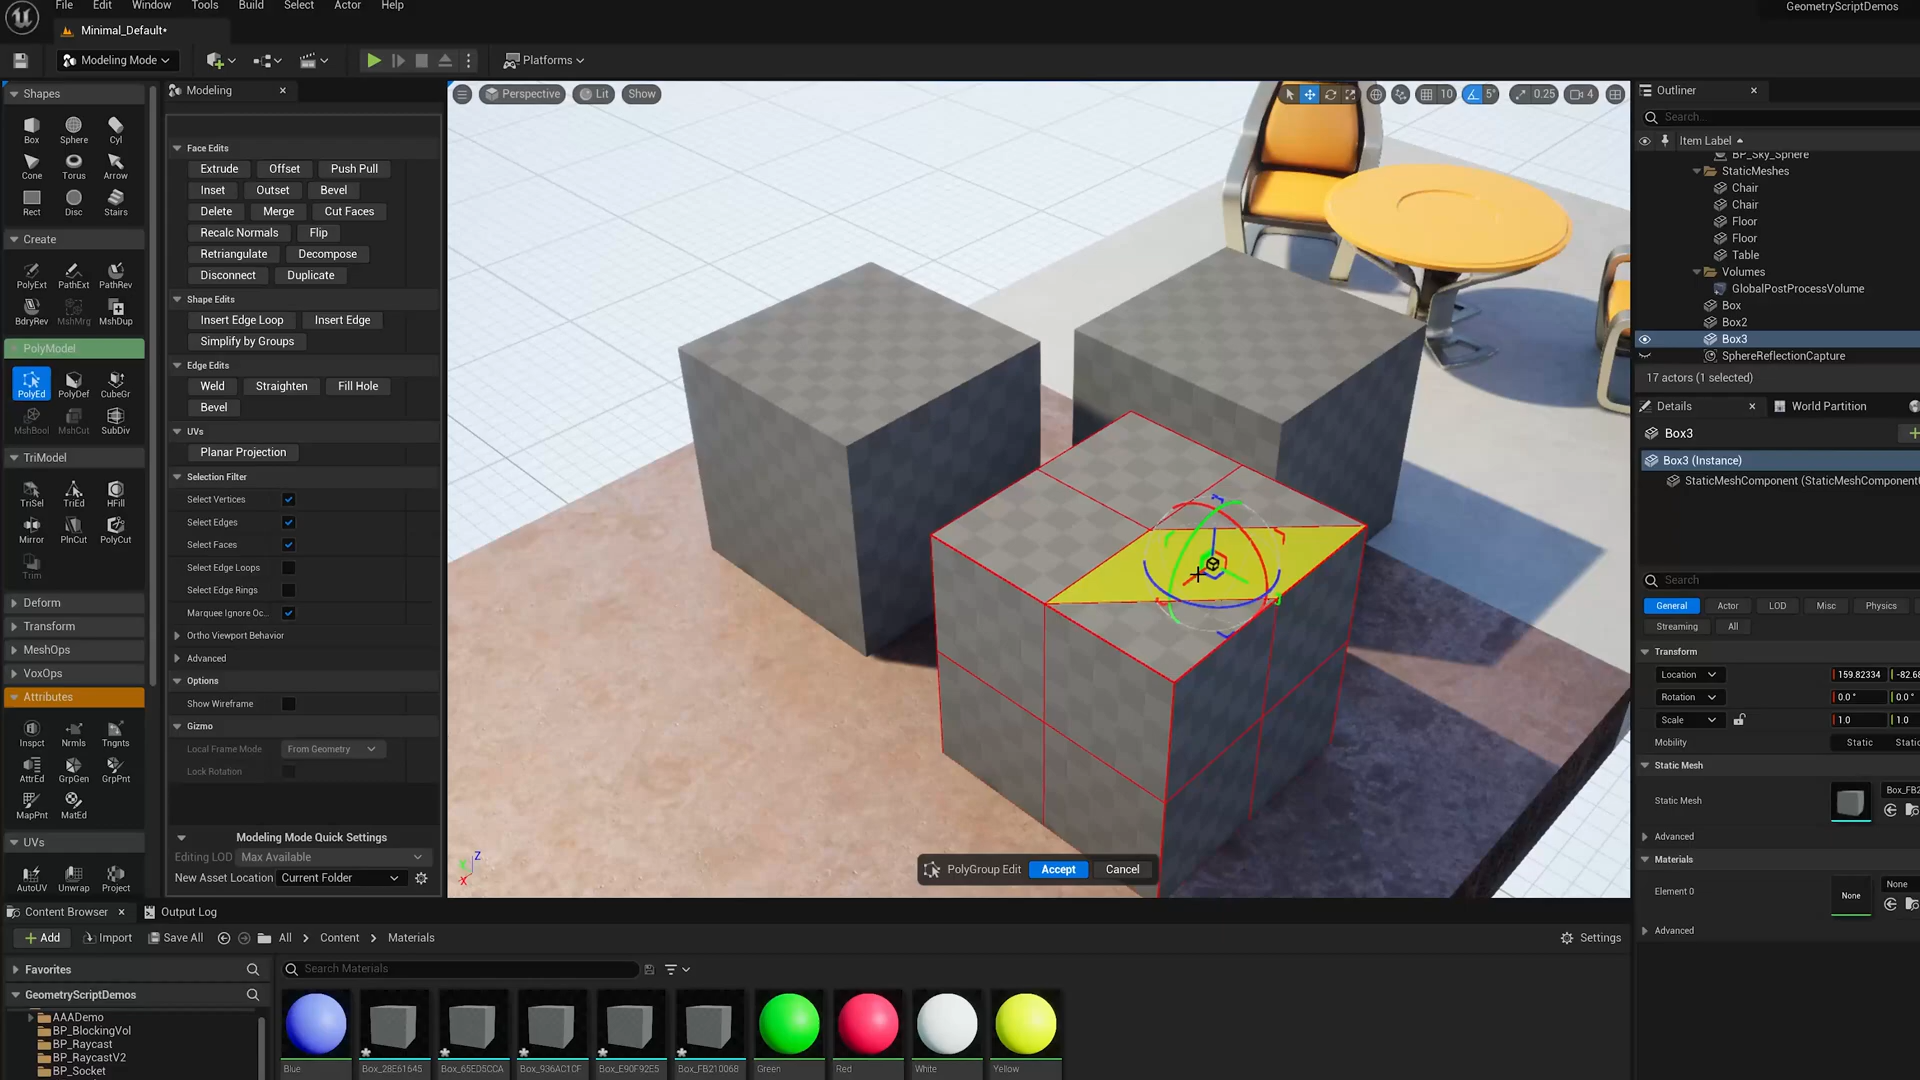 File Edit Window Tools Build Select Actor Help
GeometryScriptDemos
Minimal_Default*
Modeling Mode
Platforms
Shapes
Box Sphere Cyl
Cone Torus Arrow
Rect Disc Stairs
Create
PolyExt PathExt PathRev
BdryRev MshMrg MshDup
PolyModel
PolyEd PolyDef CubeGr
MshBool MshCut SubDiv
TriModel
TriSel TriEd HFill
Mirror PlnCut PolyCut
Trim
Deform
Transform
MeshOps
VoxOps
Attributes
Inspct Nrmls Tngnts
AttrEd GrpGen GrpPnt
MapPnt MatEd
UVs
AutoUV Unwrap Project
Modeling
Face Edits
Extrude Offset Push Pull
Inset Outset Bevel
Delete Merge Cut Faces
Recalc Normals Flip
Retriangulate Decompose
Disconnect Duplicate
Shape Edits
Insert Edge Loop Insert Edge
Simplify by Groups
Edge Edits
Weld Straighten Fill Hole
Bevel
UVs
Planar Projection
Selection Filter
Select Vertices
Select Edges
Select Faces
Select Edge Loops
Select Edge Rings
Marquee Ignore Oc...
Ortho Viewport Behavior
Advanced
Options
Show Wireframe
Gizmo
Local Frame Mode From Geometry
Lock Rotation
Modeling Mode Quick Settings
Editing LOD Max Available
New Asset Location Current Folder
Perspective Lit Show
10 5° 0.25 4
Z
X
PolyGroup Edit Accept Cancel
Outliner
Search...
Item Label
BP_Sky_Sphere
StaticMeshes
Chair
Chair
Floor
Floor
Table
Volumes
GlobalPostProcessVolume
Box
Box2
Box3
SphereReflectionCapture
17 actors (1 selected)
Details World Partition
Box3
Box3 (Instance)
StaticMeshComponent (StaticMeshComponent
Search
General Actor LOD Misc Physics
Streaming All
Transform
Location 159.82334 -82.68
Rotation 0.0° 0.0°
Scale 1.0 1.0
Mobility Static Static
Static Mesh
Static Mesh Box_FB2
Advanced
Materials
Element 0 None None
Advanced
Content Browser Output Log
Add Import Save All All Content Materials Settings
Favorites
Search Materials
GeometryScriptDemos
AAADemo
BP_BlockingVol
BP_Raycast
BP_RaycastV2
BP_Socket
Blue Box_28E61645 Box_65ED5CCA Box_936AC1CF Box_E90F92E5 Box_FB210068 Green Red White Yellow